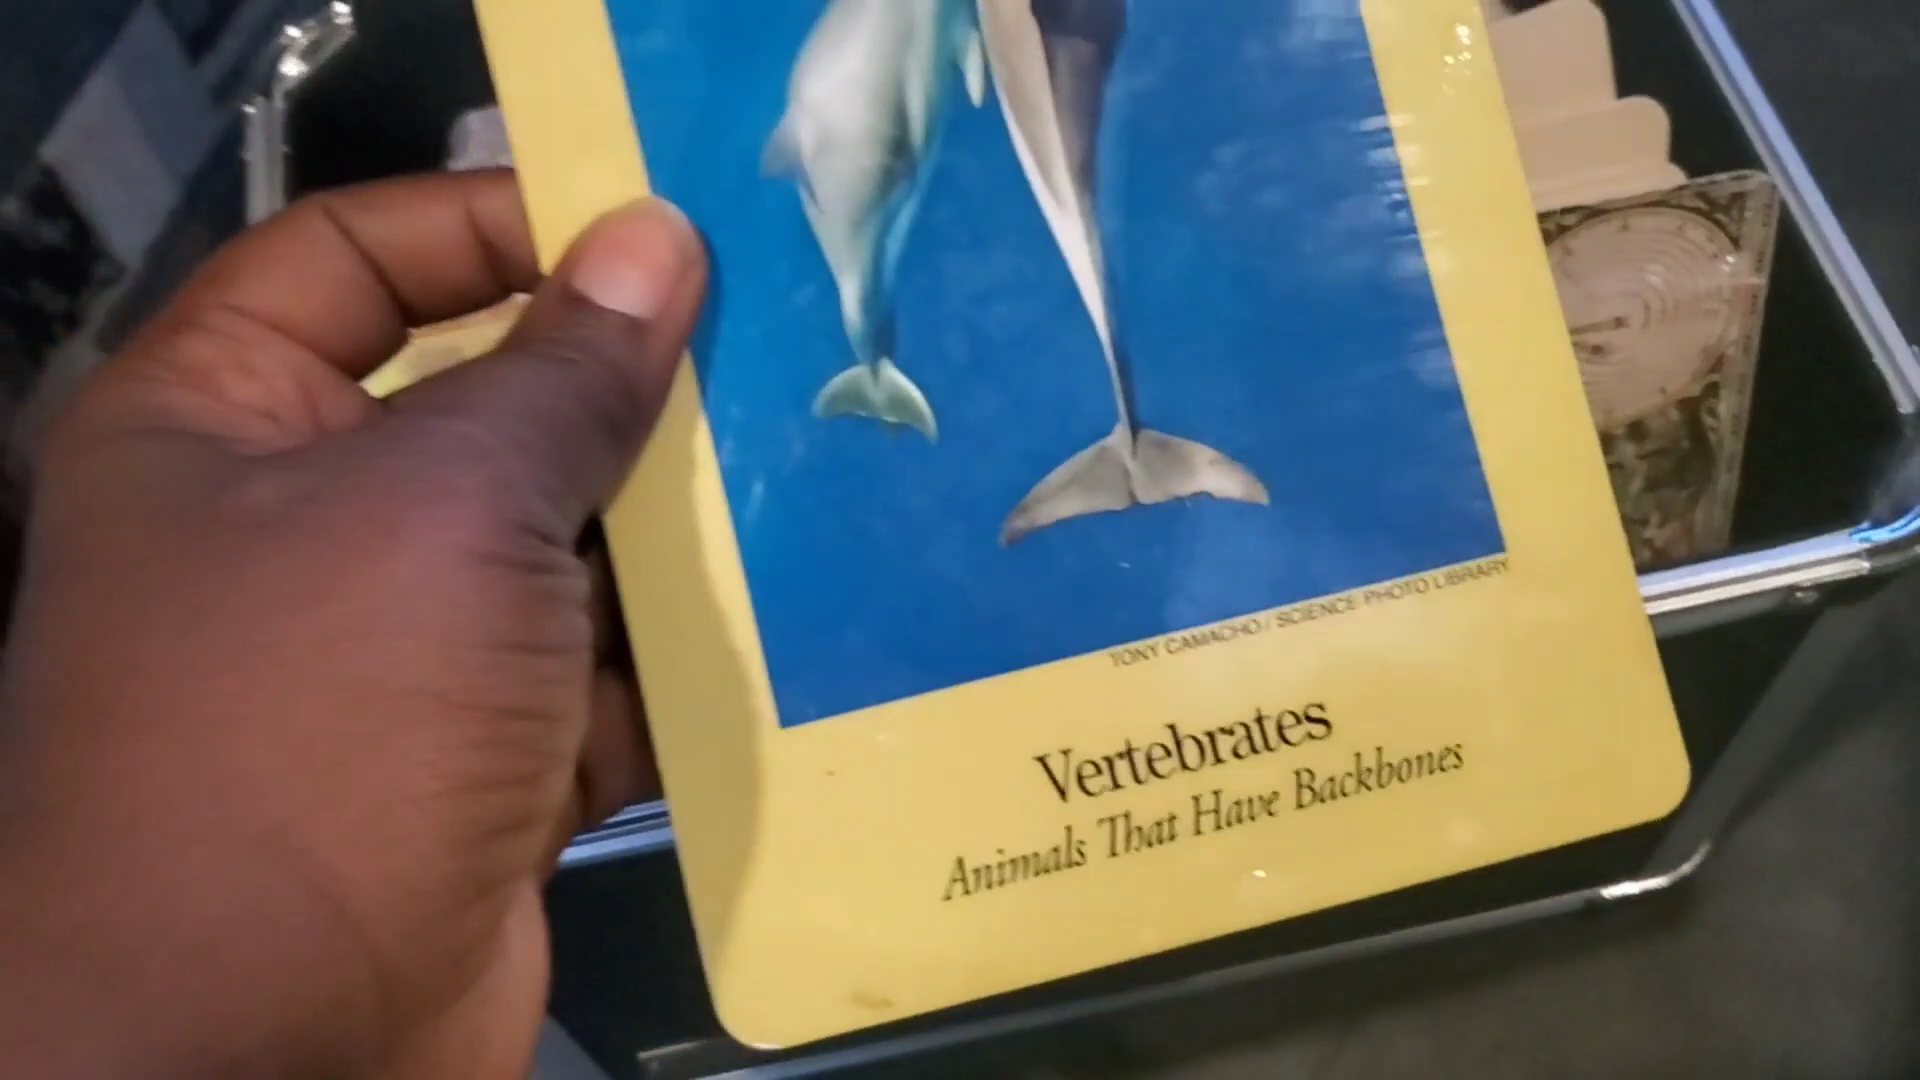 TONY CAMACHO / SCIENCE PHOTO LIBRARY
Vertebrates
Animals That Have Backbones